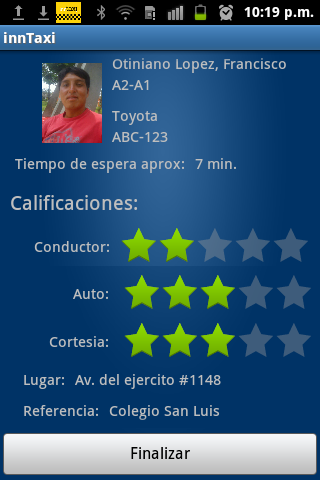 10:19 p.m.
innTaxi
Otiniano Lopez, Francisco
A2-A1
Toyota
ABC-123
Tiempo de espera aprox: 7 min.
Calificaciones:
Conductor:
Auto:
Cortesia:
Lugar: Av. del ejercito #1148
Referencia: Colegio San Luis
Finalizar